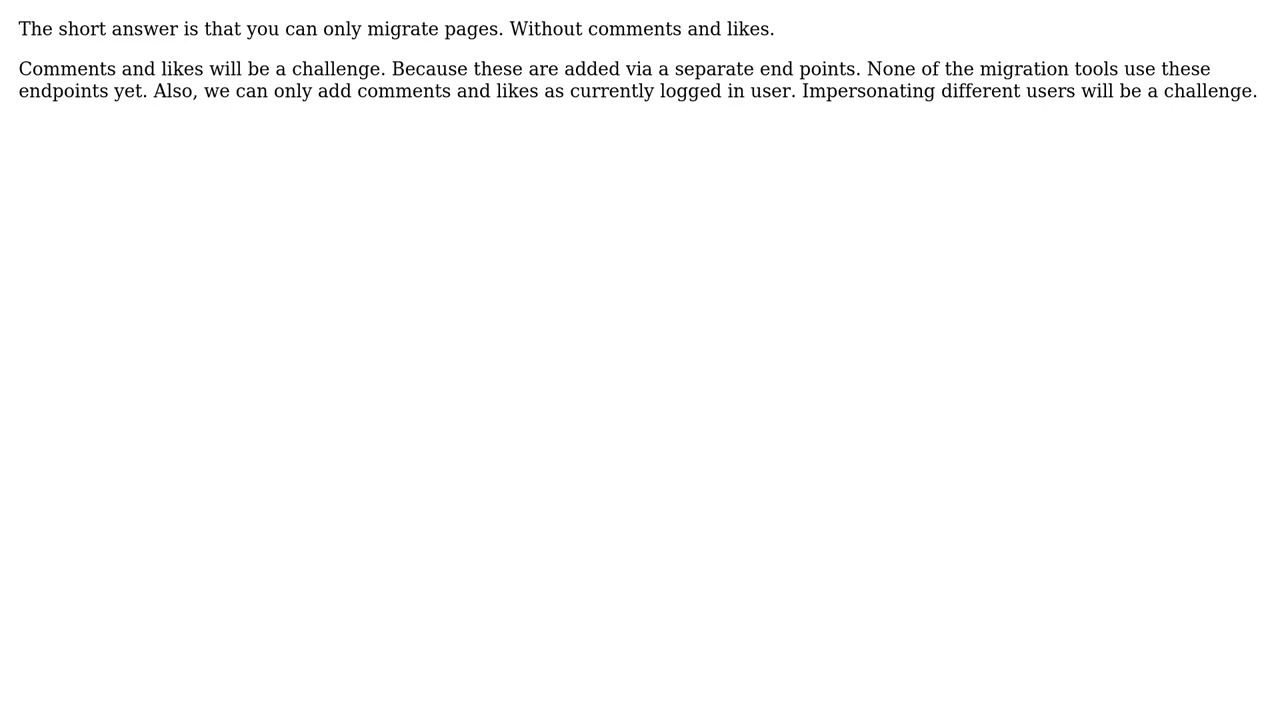 The short answer is that you can only migrate pages. Without comments and likes.
Comments and likes will be a challenge. Because these are added via a separate end points. None of the migration tools use these
endpoints yet. Also, we can only add comments and likes as currently logged in user. Impersonating different users will be a challenge.